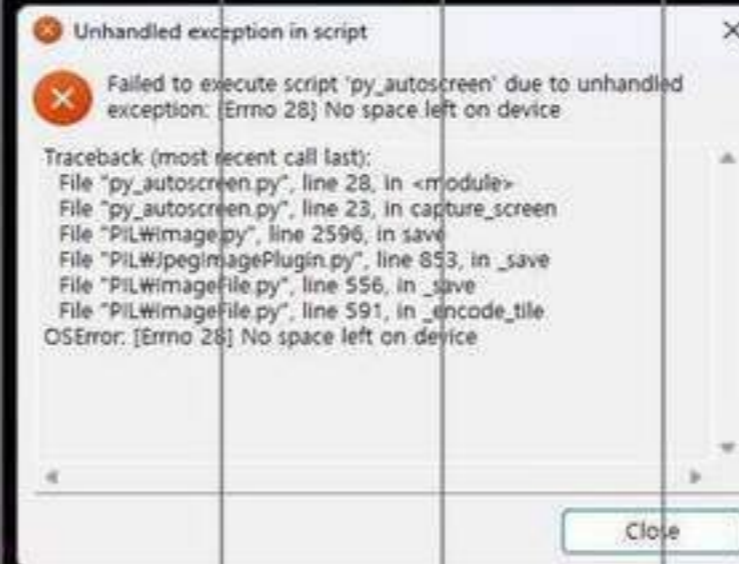 Unhandled exception in script
Failed to execute script 'py_autoscreen' due to unhandled
exception: [Errno 28] No space left on device
Traceback (most recent call last):
File "py_autoscreen.py", line 28, in <module>
File "py_autoscreen.py", line 23, in capture_screen
File "PIL₩Image.py", line 2596, in save
File "PIL₩JpegImagePlugin.py", line 853, in _save
File "PIL₩ImageFile.py", line 556, in _save
File "PIL₩ImageFile.py", line 591, in _encode_tile
OSError: [Errno 28] No space left on device
Close